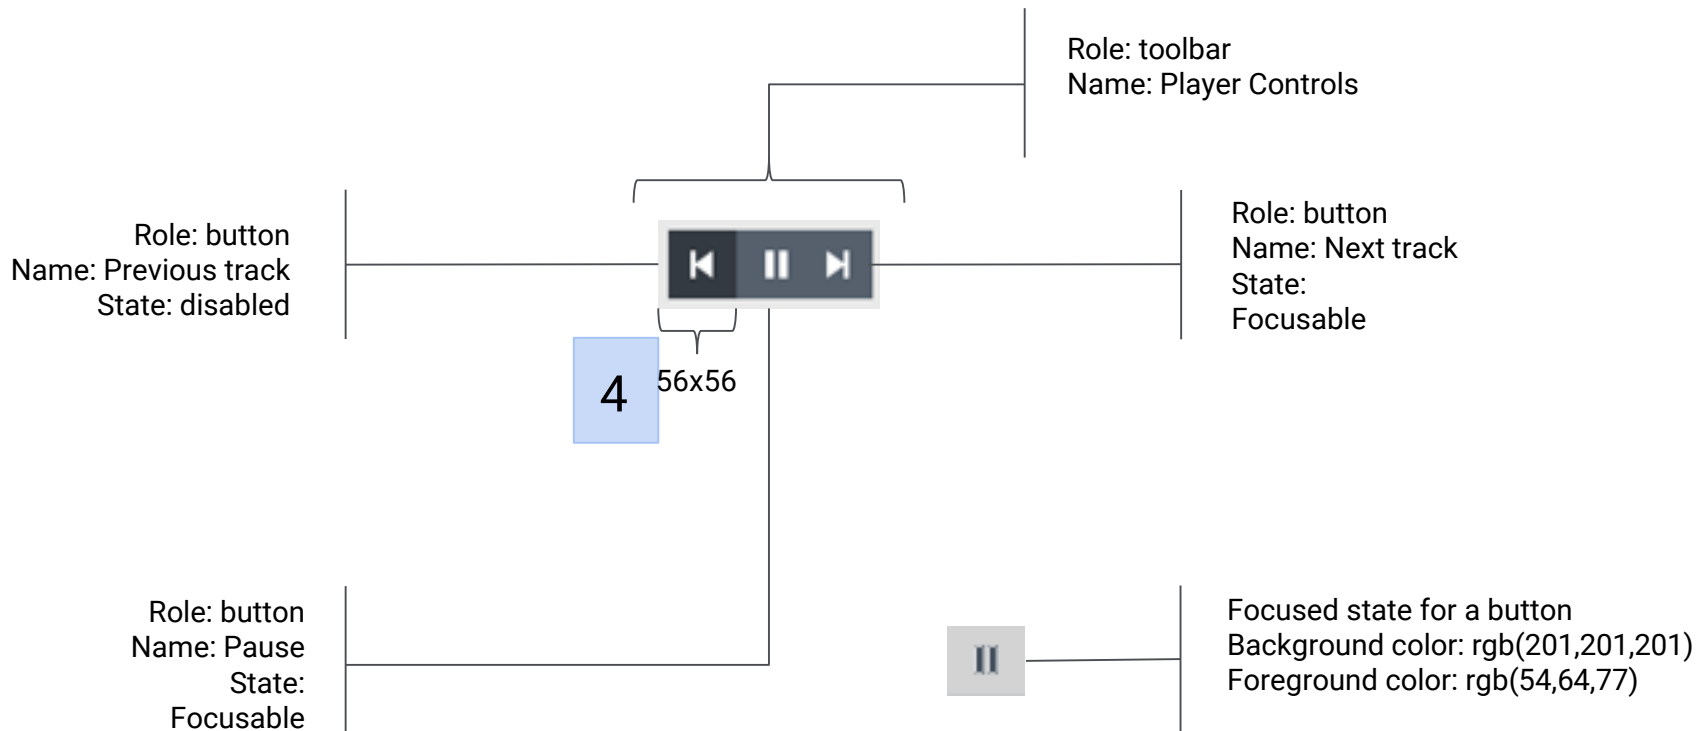 Role: toolbar
Name: Player Controls
Role: button
Name: Previous track
State: disabled
Role: button
Name: Next track
State:
Focusable
4
56x56
Role: button
Name: Pause
State:
Focusable
Focused state for a button
Background color: rgb(201,201,201)
Foreground color: rgb(54,64,77)